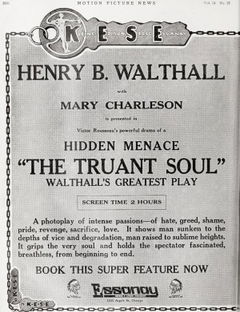 MOTION PICTURE NEWS
K E S E
HENRY B. WALTHALL
with
MARY CHARLESON
is presented in
Victor Rousseau's powerful drama of a
HIDDEN MENACE
"THE TRUANT SOUL"
WALTHALL'S GREATEST PLAY
SCREEN TIME 2 HOURS
A photoplay of intense passions—of hate, greed, shame,
pride, revenge, sacrifice, love. It shows man sunken to the
depths of vice and degradation, man raised to sublime heights.
It grips the very soul and holds the spectator fascinated,
breathless, from beginning to end.
BOOK THIS SUPER FEATURE NOW
Essanay
K-E-S-E